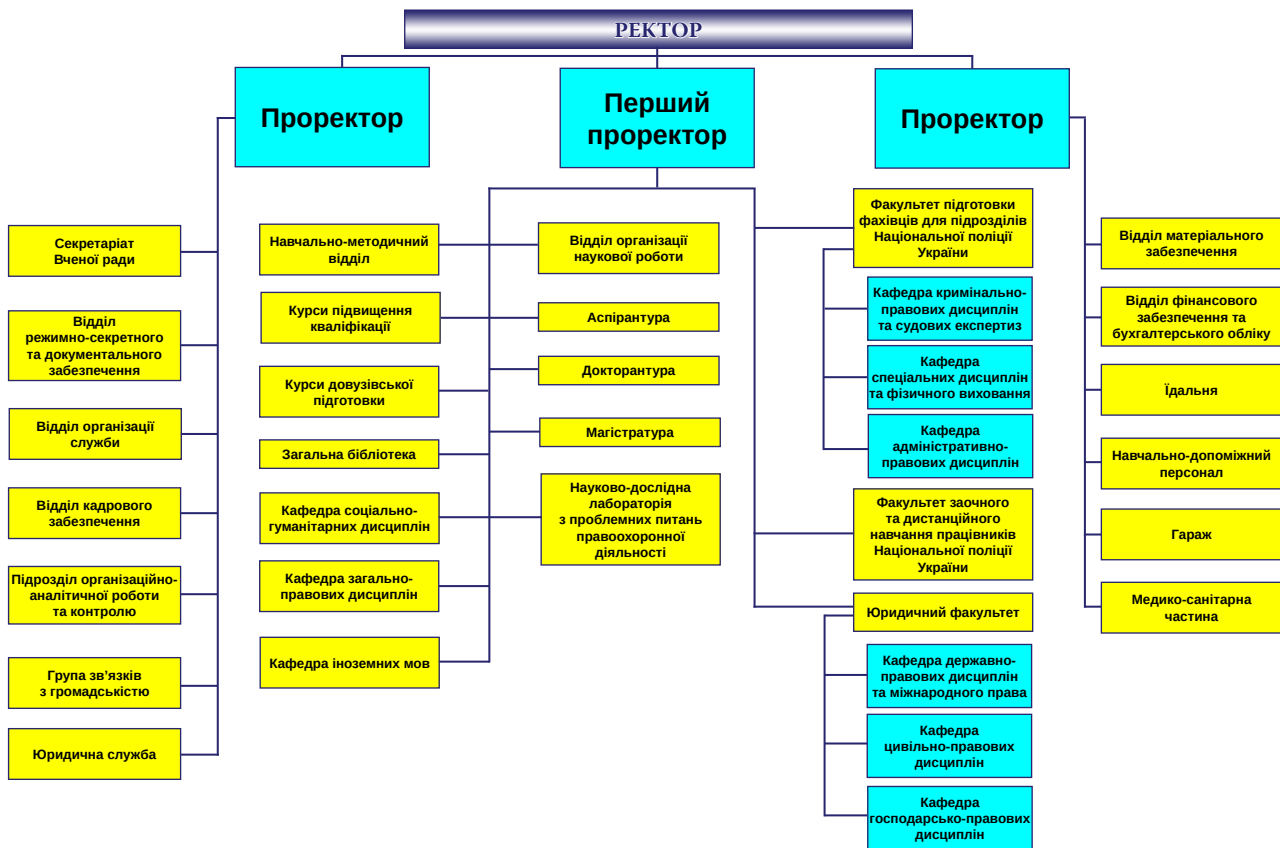 РЕКТОР
Проректор
Перший
проректор
Проректор
Секретаріат
Вченої ради
Відділ
режимно-секретного
та документального
забезпечення
Відділ організації
служби
Відділ кадрового
забезпечення
Підрозділ організаційно-
аналітичної роботи
та контролю
Група зв’язків
з громадськістю
Юридична служба
Навчально-методичний
відділ
Курси підвищення
кваліфікації
Курси довузівської
підготовки
Загальна бібліотека
Кафедра соціально-
гуманітарних дисциплін
Кафедра загально-
правових дисциплін
Кафедра іноземних мов
Відділ організації
наукової роботи
Аспірантура
Докторантура
Магістратура
Науково-дослідна
лабораторія
з проблемних питань
правоохоронної
діяльності
Факультет підготовки
фахівців для підрозділів
Національної поліції
України
Кафедра кримінально-
правових дисциплін
та судових експертиз
Кафедра
спеціальних дисциплін
та фізичного виховання
Кафедра
адміністративно-
правових дисциплін
Факультет заочного
та дистанційного
навчання працівників
Національної поліції
України
Юридичний факультет
Кафедра державно-
правових дисциплін
та міжнародного права
Кафедра
цивільно-правових
дисциплін
Кафедра
господарсько-правових
дисциплін
Відділ матеріального
забезпечення
Відділ фінансового
забезпечення та
бухгалтерського обліку
Їдальня
Навчально-допоміжний
персонал
Гараж
Медико-санітарна
частина